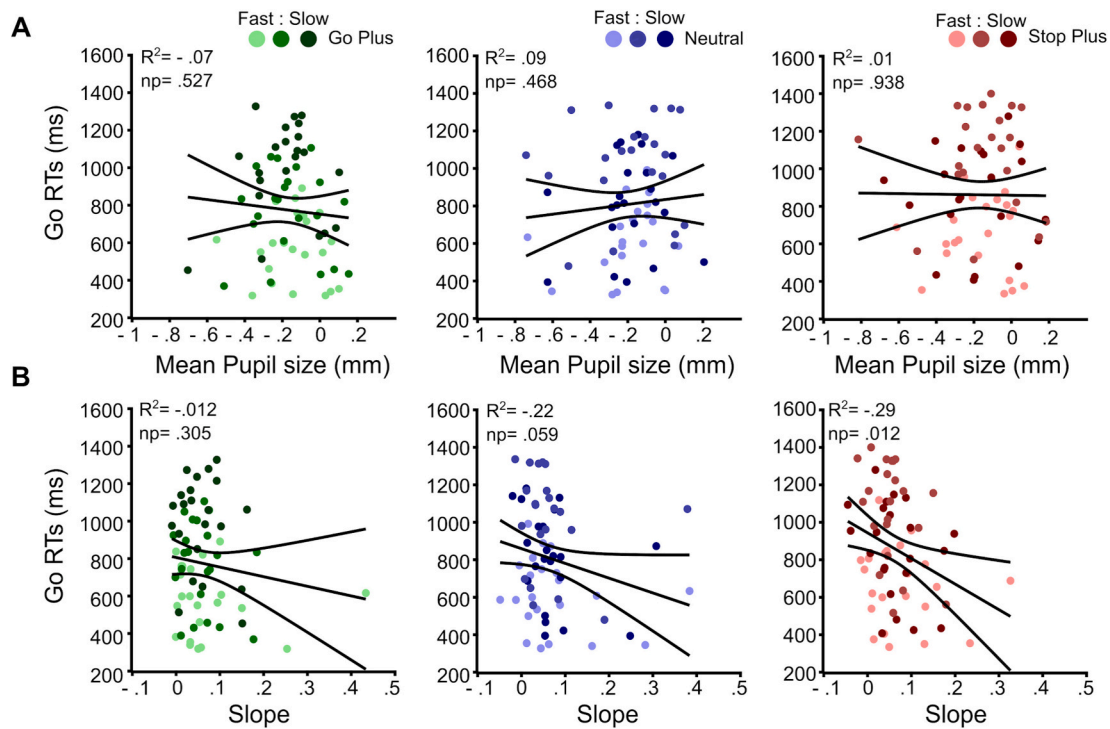 A
Fast : Slow
Go Plus
R²= - .07
np= .527
1600
1400
1200
1000
800
600
400
200
Go RTs (ms)
- 1 - .8 - .6 - .4 - .2 0 .2
Mean Pupil size (mm)
Fast : Slow
Neutral
R²= .09
np= .468
1600
1400
1200
1000
800
600
400
200
- 1 - .8 - .6 - .4 - .2 0 .2
Mean Pupil size (mm)
Fast : Slow
Stop Plus
R²= .01
np= .938
1600
1400
1200
1000
800
600
400
200
- 1 - .8 - .6 - .4 - .2 0 .2
Mean Pupil size (mm)
B
R²= -.012
np= .305
1600
1400
1200
1000
800
600
400
200
Go RTs (ms)
- .1 0 .1 .2 .3 .4 .5
Slope
R²= -.22
np= .059
1600
1400
1200
1000
800
600
400
200
- .1 0 .1 .2 .3 .4 .5
Slope
R²= -.29
np= .012
1600
1400
1200
1000
800
600
400
200
- .1 0 .1 .2 .3 .4 .5
Slope